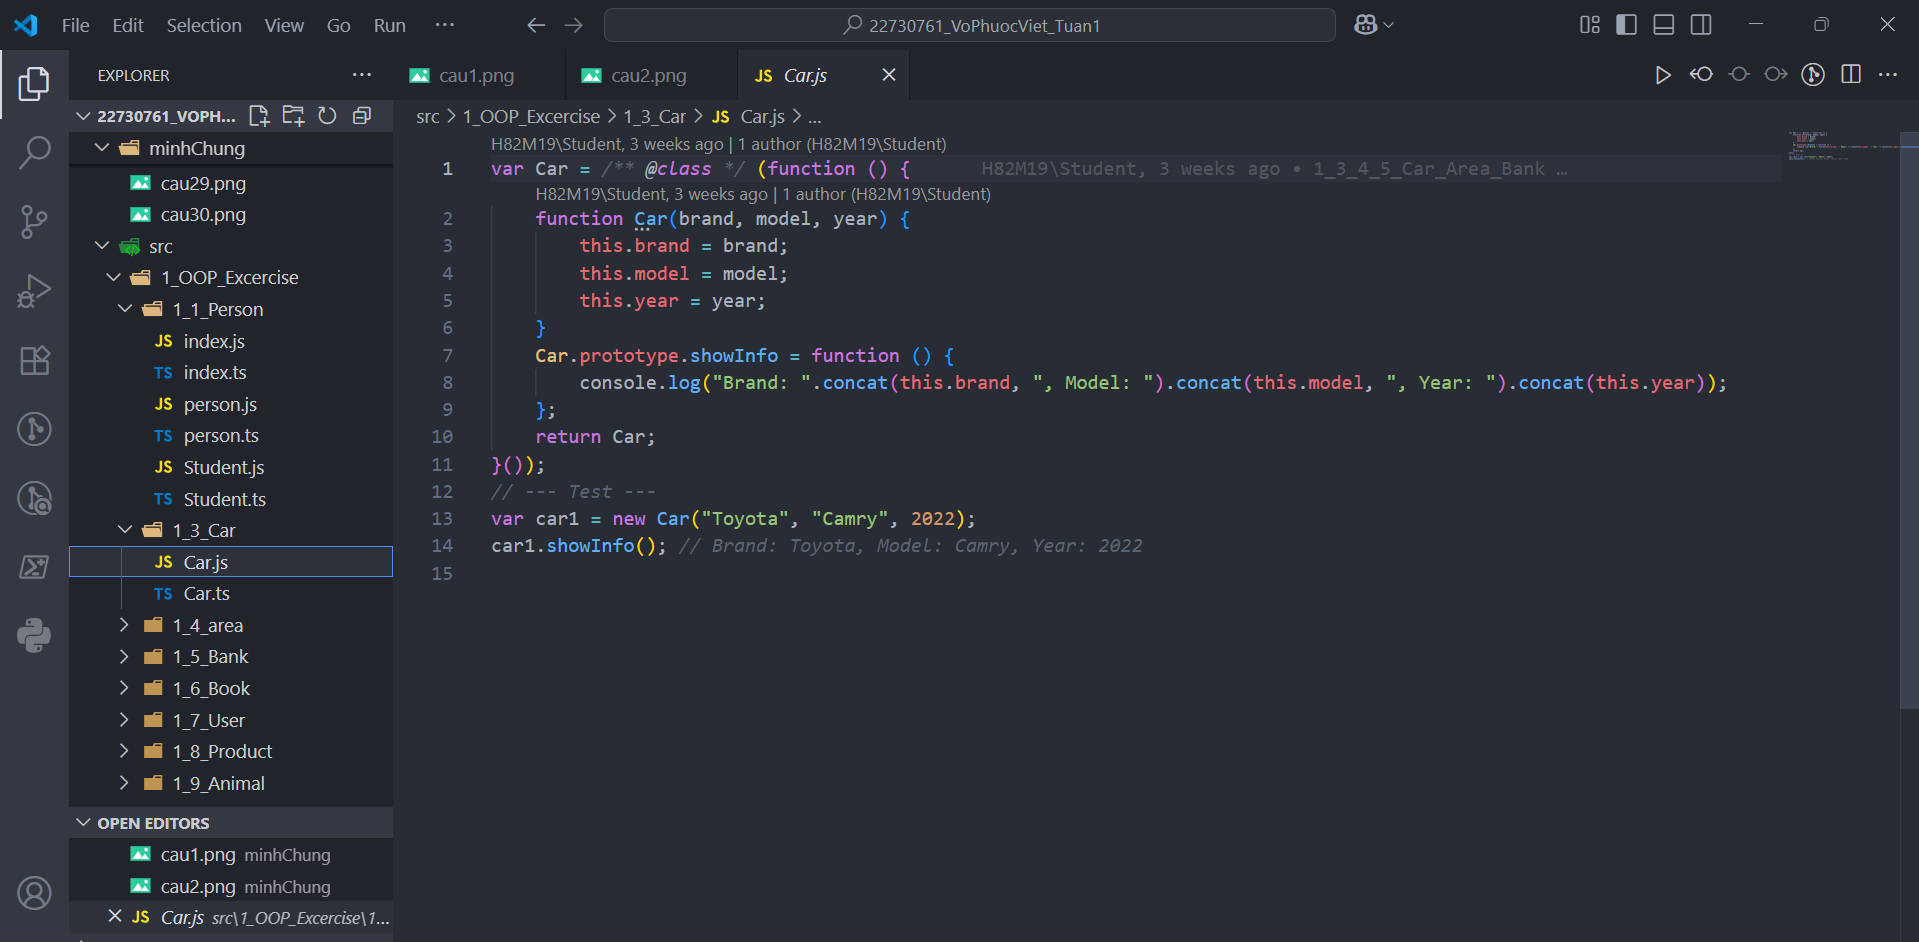 File Edit Selection View Go Run ···
22730761_VoPhuocViet_Tuan1
EXPLORER ···
22730761_VOPH...
minhChung
cau29.png
cau30.png
src
1_OOP_Excercise
1_1_Person
JS index.js
TS index.ts
JS person.js
TS person.ts
JS Student.js
TS Student.ts
1_3_Car
JS Car.js
TS Car.ts
1_4_area
1_5_Bank
1_6_Book
1_7_User
1_8_Product
1_9_Animal
OPEN EDITORS
cau1.png minhChung
cau2.png minhChung
JS Car.js src\1_OOP_Excercise\1...
cau1.png cau2.png JS Car.js
src > 1_OOP_Excercise > 1_3_Car > JS Car.js > ...
H82M19\Student, 3 weeks ago | 1 author (H82M19\Student)
1 var Car = /** @class */ (function () { H82M19\Student, 3 weeks ago • 1_3_4_5_Car_Area_Bank …
H82M19\Student, 3 weeks ago | 1 author (H82M19\Student)
2 function Car(brand, model, year) {
3 this.brand = brand;
4 this.model = model;
5 this.year = year;
6 }
7 Car.prototype.showInfo = function () {
8 console.log("Brand: ".concat(this.brand, ", Model: ").concat(this.model, ", Year: ").concat(this.year));
9 };
10 return Car;
11 }());
12 // --- Test ---
13 var car1 = new Car("Toyota", "Camry", 2022);
14 car1.showInfo(); // Brand: Toyota, Model: Camry, Year: 2022
15